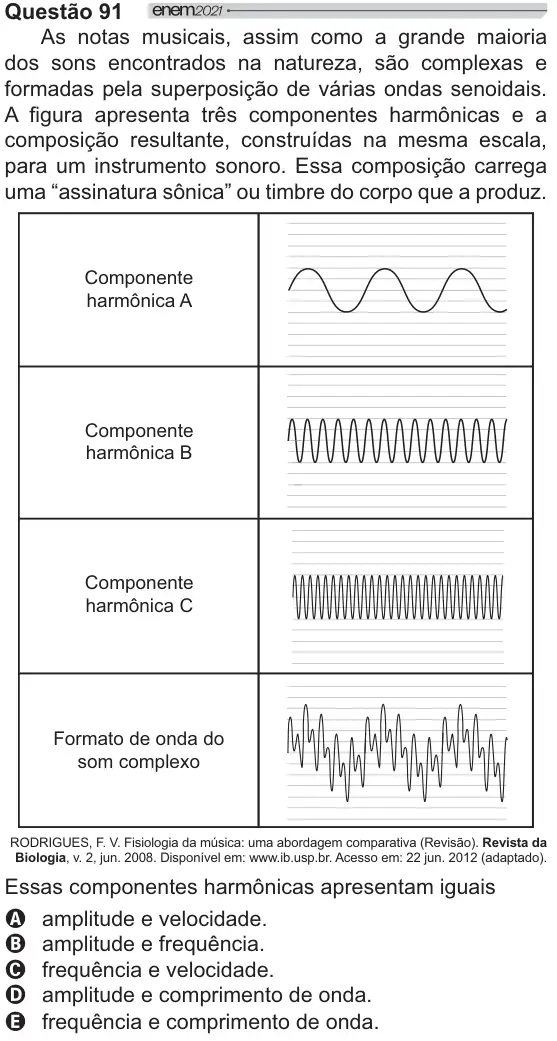 Questão 91 enem2021
As notas musicais, assim como a grande maioria
dos sons encontrados na natureza, são complexas e
formadas pela superposição de várias ondas senoidais.
A figura apresenta três componentes harmônicas e a
composição resultante, construídas na mesma escala,
para um instrumento sonoro. Essa composição carrega
uma “assinatura sônica” ou timbre do corpo que a produz.
Componente
harmônica A
Componente
harmônica B
Componente
harmônica C
Formato de onda do
som complexo
RODRIGUES, F. V. Fisiologia da música: uma abordagem comparativa (Revisão). Revista da
Biologia, v. 2, jun. 2008. Disponível em: www.ib.usp.br. Acesso em: 22 jun. 2012 (adaptado).
Essas componentes harmônicas apresentam iguais
A amplitude e velocidade.
B amplitude e frequência.
C frequência e velocidade.
D amplitude e comprimento de onda.
E frequência e comprimento de onda.